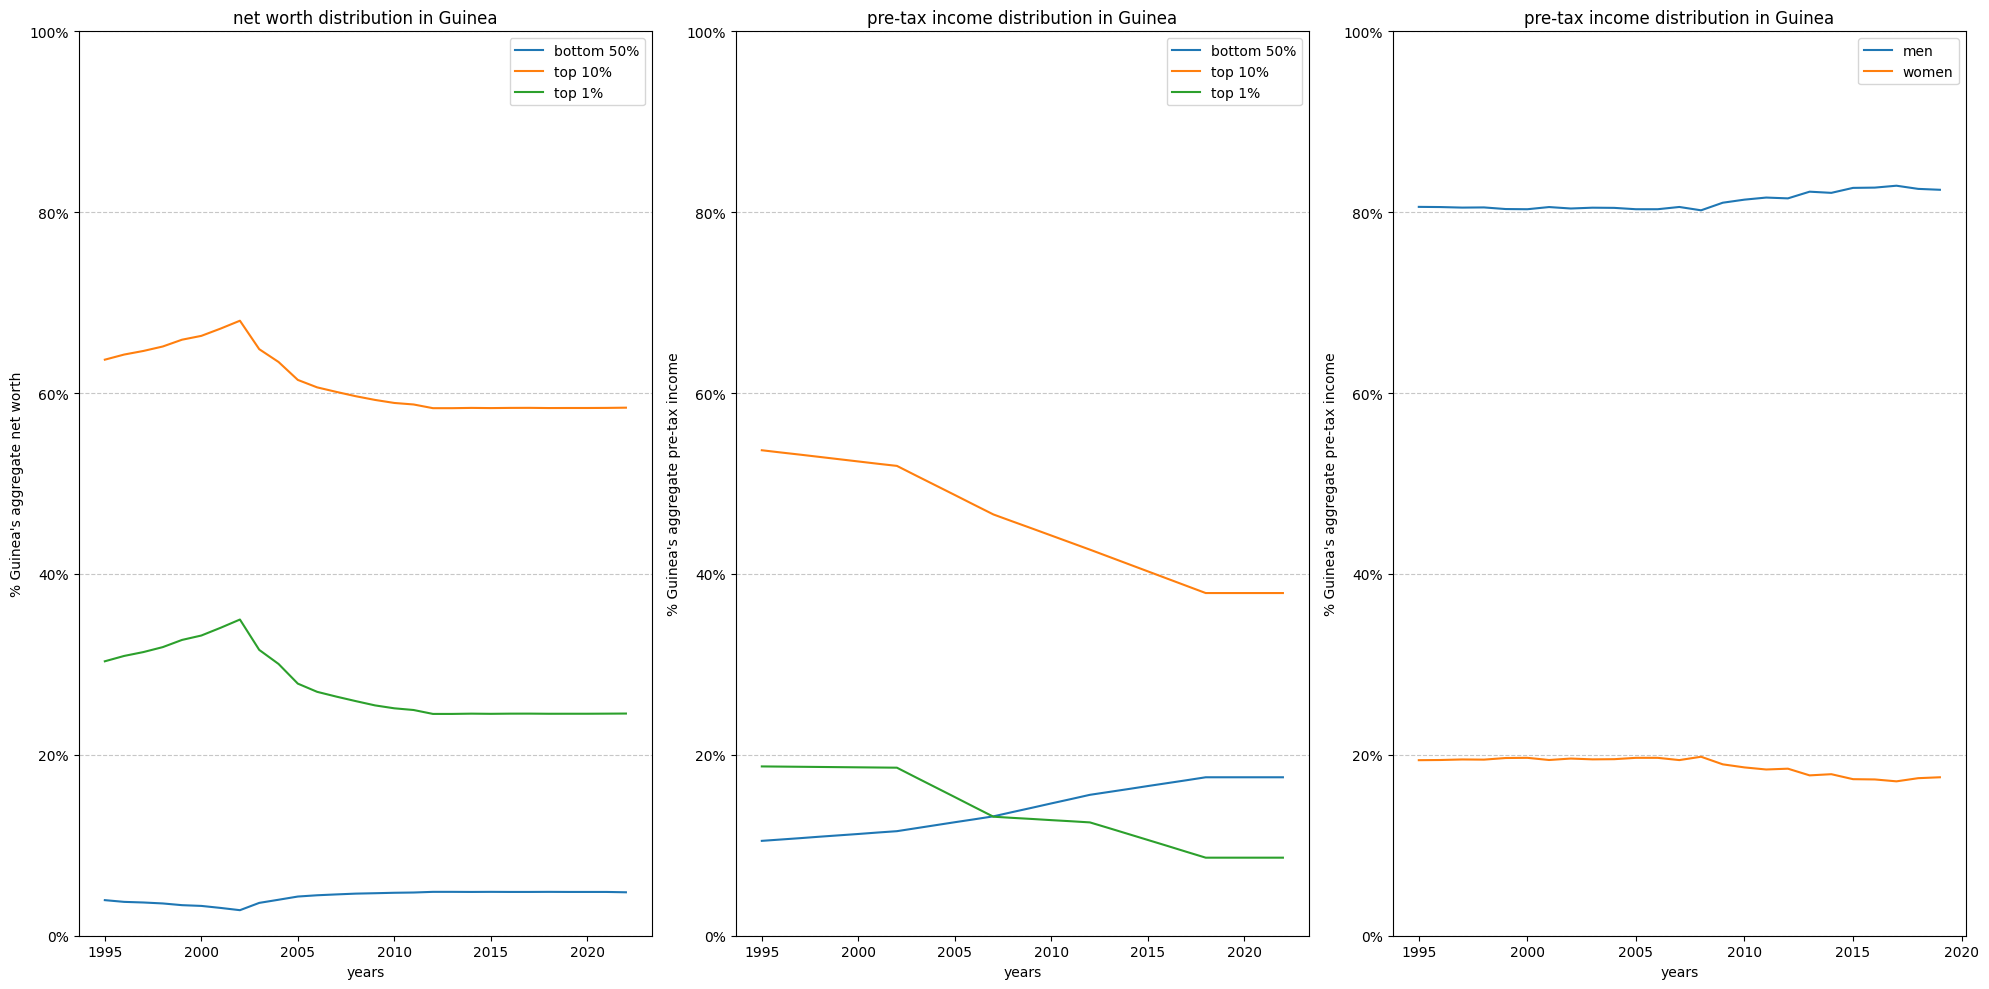 net worth distribution in Guinea
100%
80%
60%
40%
20%
0%
% Guinea's aggregate net worth
bottom 50%
top 10%
top 1%
1995
2000
2005
2010
2015
2020
years
pre-tax income distribution in Guinea
100%
80%
60%
40%
20%
0%
% Guinea's aggregate pre-tax income
bottom 50%
top 10%
top 1%
1995
2000
2005
2010
2015
2020
years
pre-tax income distribution in Guinea
100%
80%
60%
40%
20%
0%
% Guinea's aggregate pre-tax income
men
women
1995
2000
2005
2010
2015
2020
years